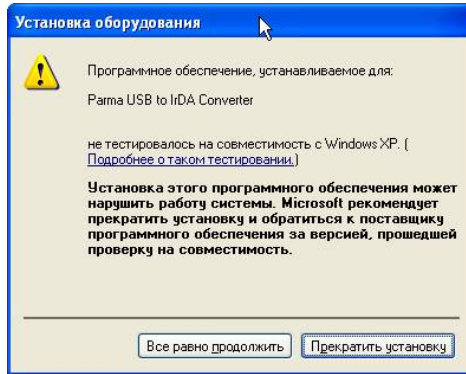 Установка оборудования
Программное обеспечение, устанавливаемое для:
Parma USB to IrDA Converter
не тестировалось на совместимость с Windows XP. (
Подробнее о таком тестировании.)
Установка этого программного обеспечения может
нарушить работу системы. Microsoft рекомендует
прекратить установку и обратиться к поставщику
программного обеспечения за версией, прошедшей
проверку на совместимость.
Все равно продолжить
Прекратить установку